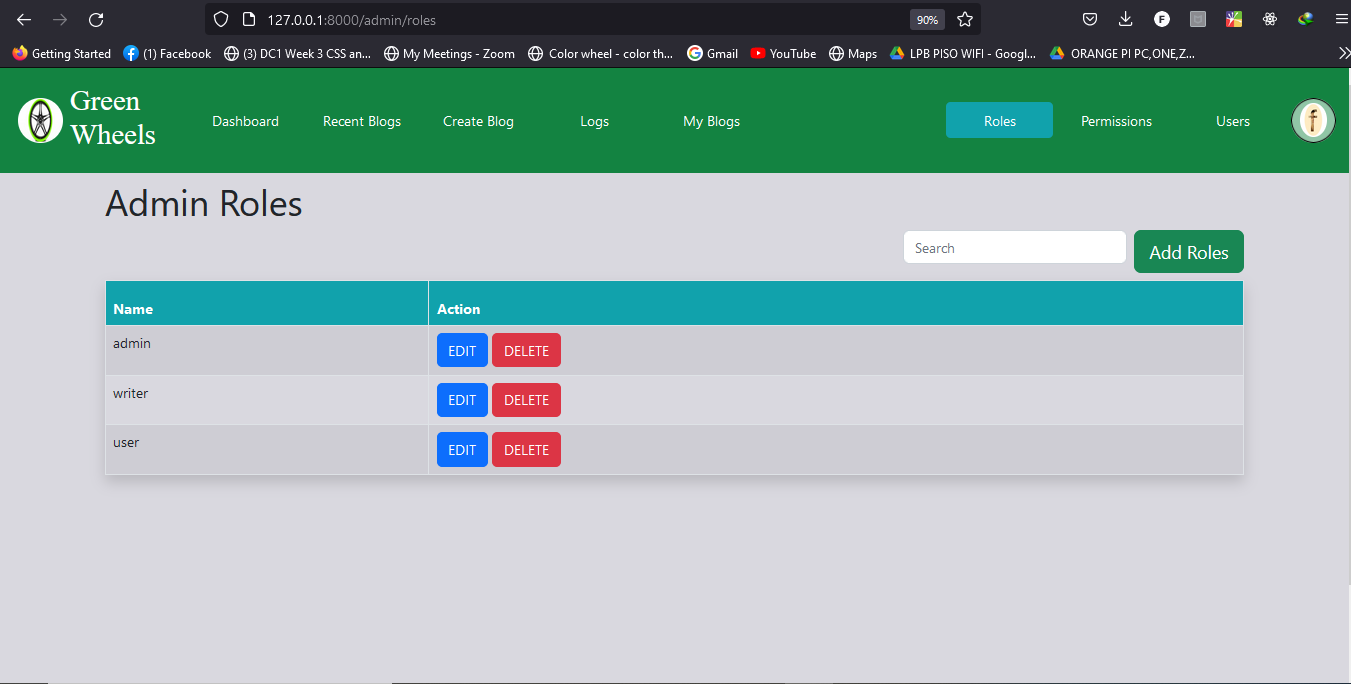 127.0.0.1:8000/admin/roles
90%
F
Getting Started
(1) Facebook
(3) DC1 Week 3 CSS an...
My Meetings - Zoom
Color wheel - color th...
Gmail
YouTube
Maps
LPB PISO WIFI - Googl...
ORANGE PI PC,ONE,Z...
Green
Wheels
Dashboard
Recent Blogs
Create Blog
Logs
My Blogs
Roles
Permissions
Users
f
Admin Roles
Search
Add Roles
Name Action
admin EDIT DELETE
writer EDIT DELETE
user EDIT DELETE